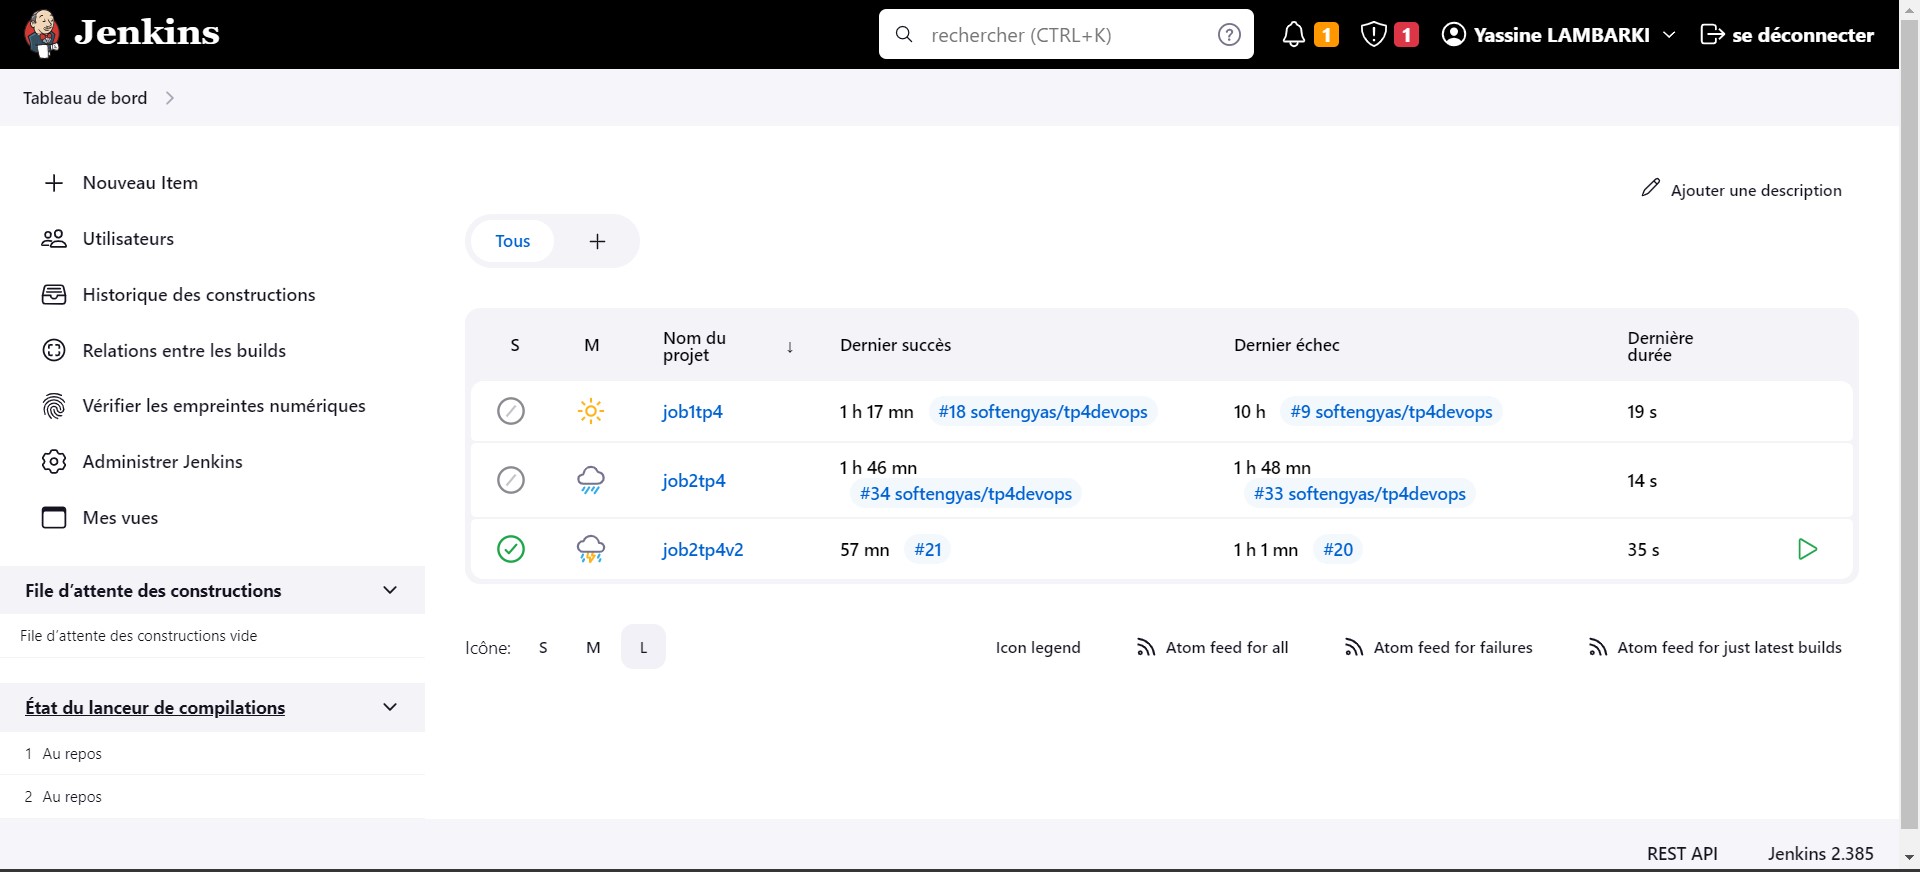 Jenkins
rechercher (CTRL+K)
1
1
Yassine LAMBARKI
se déconnecter
Tableau de bord
Nouveau Item
Utilisateurs
Historique des constructions
Relations entre les builds
Vérifier les empreintes numériques
Administrer Jenkins
Mes vues
File d’attente des constructions
File d’attente des constructions vide
État du lanceur de compilations
1 Au repos
2 Au repos
Ajouter une description
Tous +
S M Nom du projet ↓ Dernier succès Dernier échec Dernière durée
job1tp4 1 h 17 mn #18 softengyas/tp4devops 10 h #9 softengyas/tp4devops 19 s
job2tp4 1 h 46 mn #34 softengyas/tp4devops 1 h 48 mn #33 softengyas/tp4devops 14 s
job2tp4v2 57 mn #21 1 h 1 mn #20 35 s
Icône: S M L
Icon legend
Atom feed for all
Atom feed for failures
Atom feed for just latest builds
REST API
Jenkins 2.385